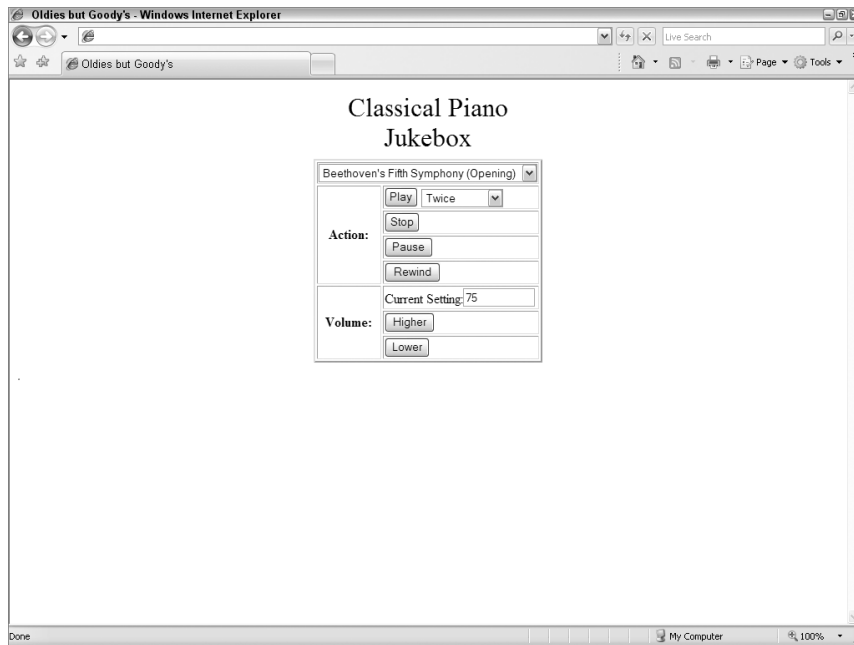 Oldies but Goody's - Windows Internet Explorer
Live Search
Oldies but Goody's
Page
Tools
Classical Piano
Jukebox
Beethoven's Fifth Symphony (Opening)
Action:
Play Twice
Stop
Pause
Rewind
Volume:
Current Setting: 75
Higher
Lower
Done
My Computer
100%